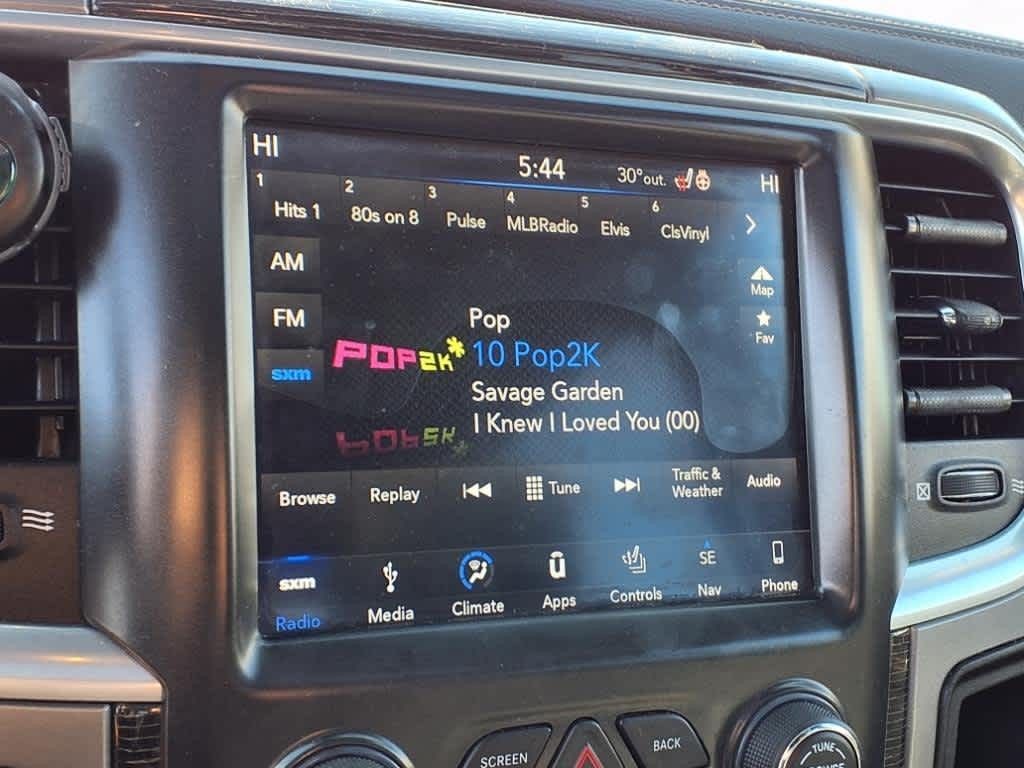 HI
5:44
30° out.
HI
1
Hits 1
2
80s on 8
3
Pulse
4
MLBRadio
5
Elvis
6
ClsVinyl
AM
FM
sxm
Map
Fav
Pop
POP2K*
10 Pop2K
Savage Garden
I Knew I Loved You (00)
Browse
Replay
Tune
Traffic &
Weather
Audio
sxm
Radio
Media
Climate
Apps
Controls
SE
Nav
Phone
SCREEN
BACK
TUNE